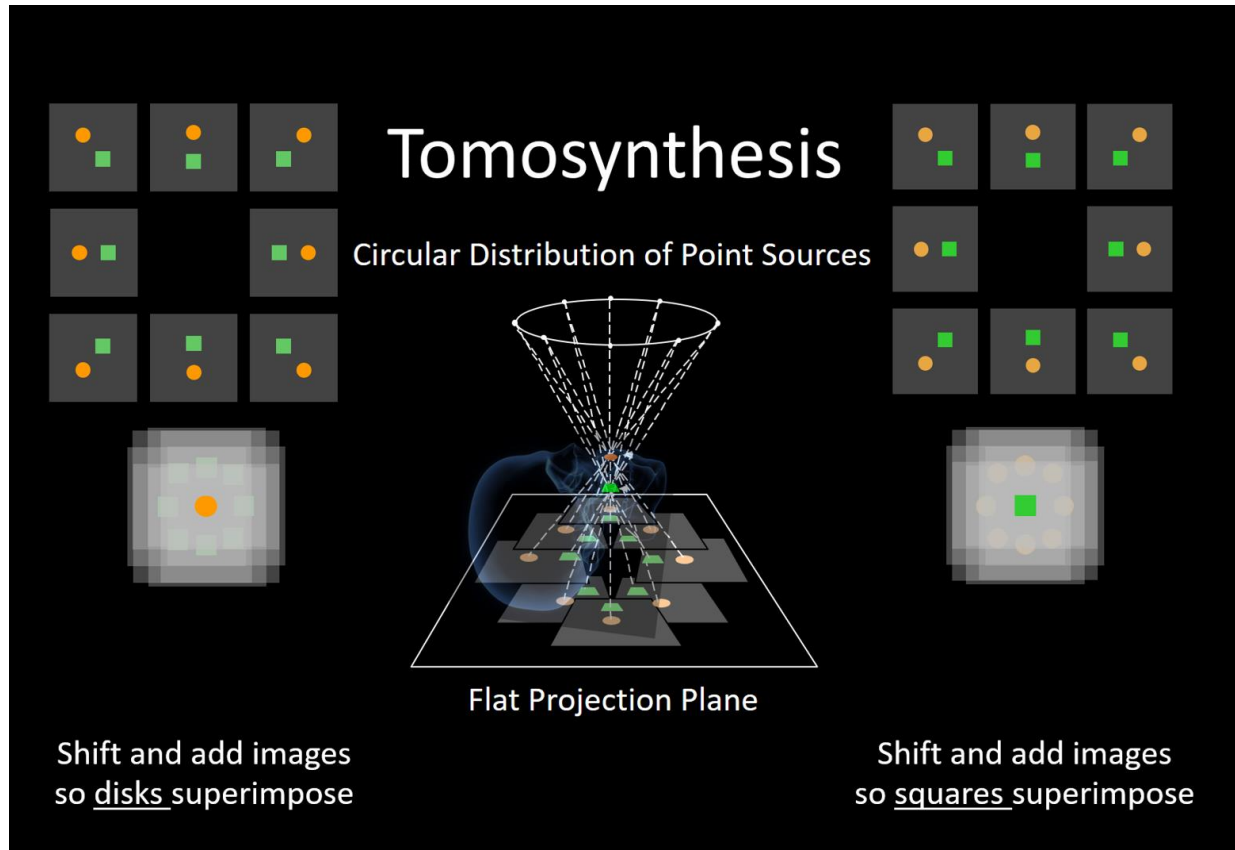 Tomosynthesis
Circular Distribution of Point Sources
Flat Projection Plane
Shift and add images
so disks superimpose
Shift and add images
so squares superimpose